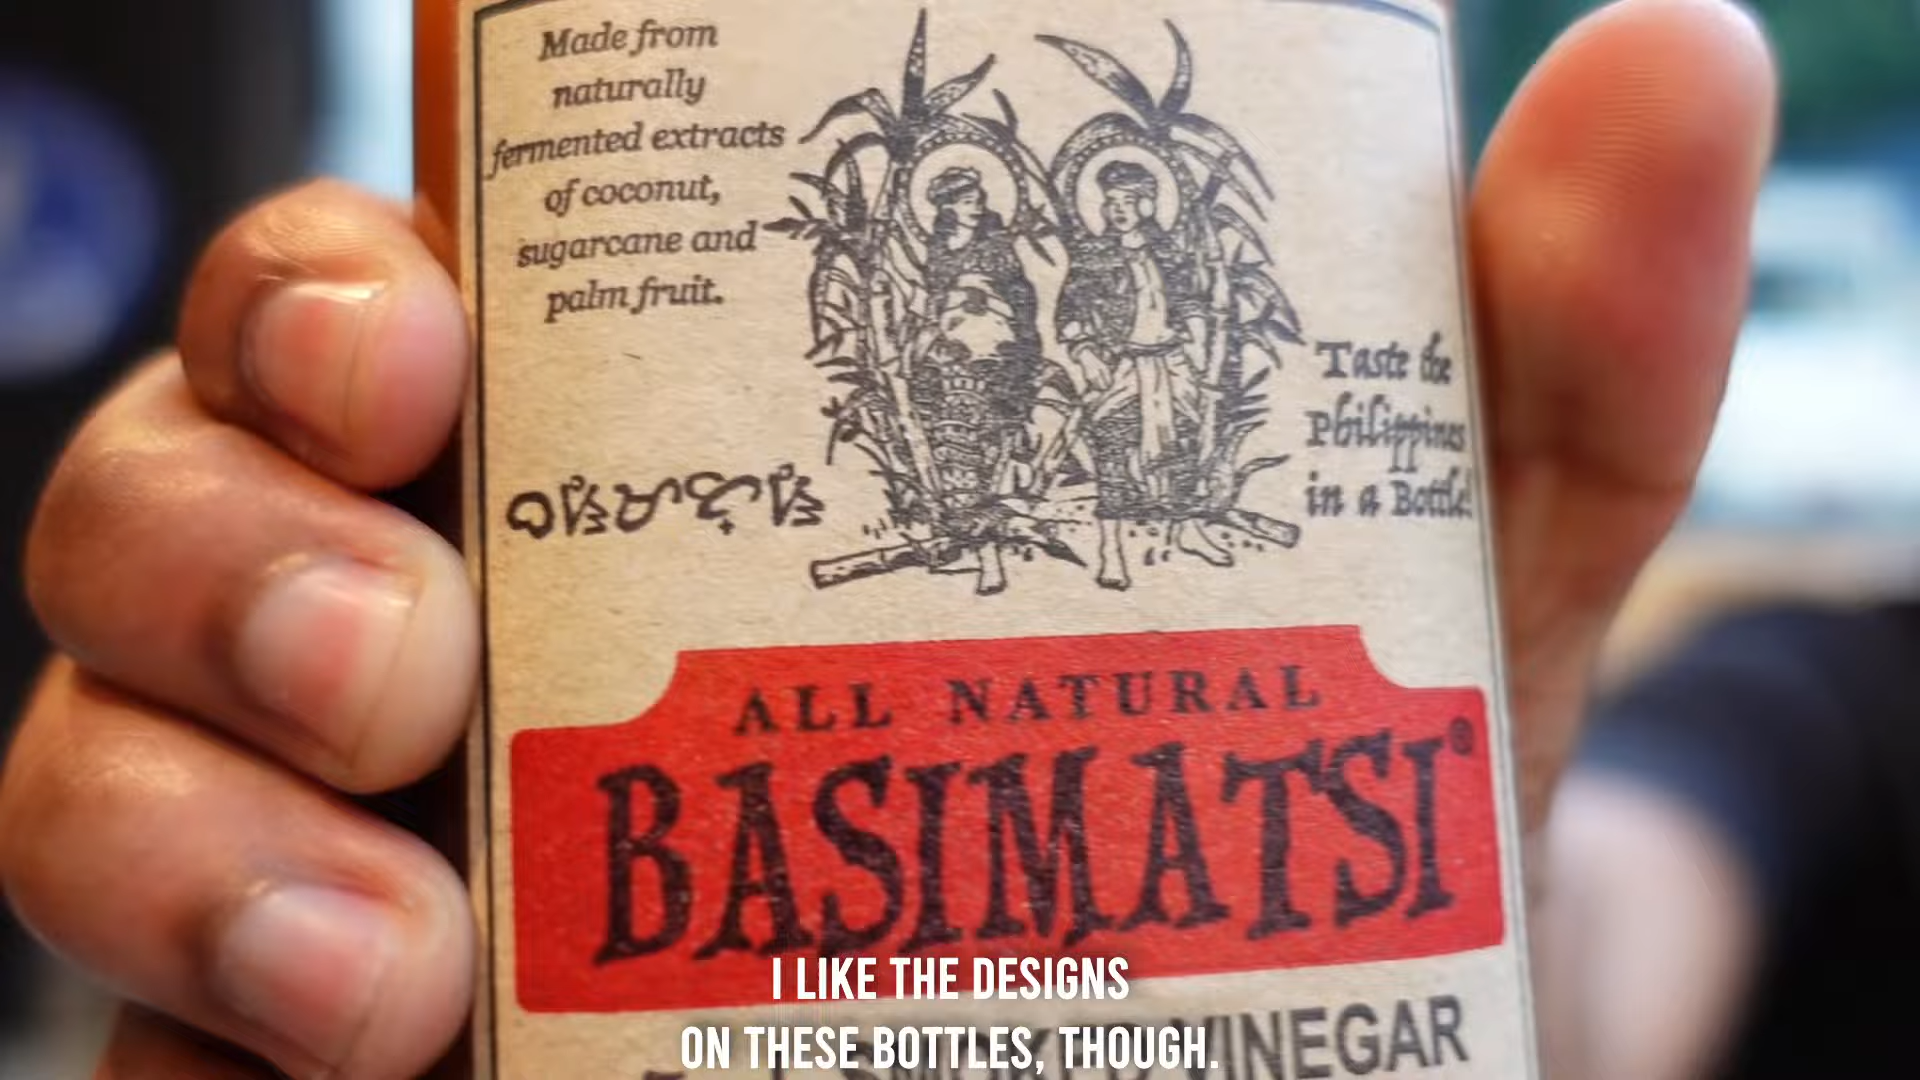 Made from
naturally
fermented extracts
of coconut,
sugarcane and
palm fruit.
Taste the
Philippines
in a Bottle!
ALL NATURAL
BASIMATSI®
VINEGAR
I LIKE THE DESIGNS
ON THESE BOTTLES, THOUGH.